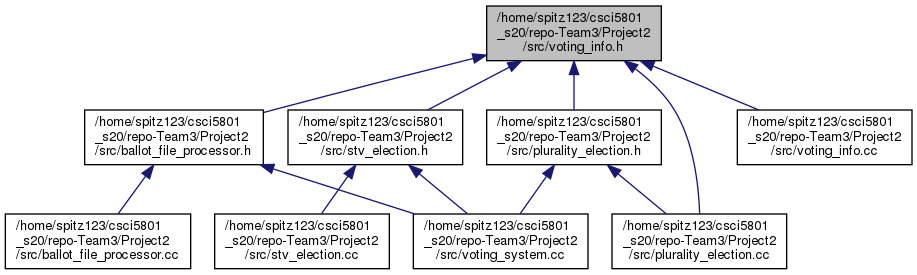 /home/spitz123/csci5801
_s20/repo-Team3/Project2
/src/voting_info.h
/home/spitz123/csci5801
_s20/repo-Team3/Project2
/src/ballot_file_processor.h
/home/spitz123/csci5801
_s20/repo-Team3/Project2
/src/stv_election.h
/home/spitz123/csci5801
_s20/repo-Team3/Project2
/src/plurality_election.h
/home/spitz123/csci5801
_s20/repo-Team3/Project2
/src/voting_info.cc
/home/spitz123/csci5801
_s20/repo-Team3/Project2
/src/ballot_file_processor.cc
/home/spitz123/csci5801
_s20/repo-Team3/Project2
/src/stv_election.cc
/home/spitz123/csci5801
_s20/repo-Team3/Project2
/src/voting_system.cc
/home/spitz123/csci5801
_s20/repo-Team3/Project2
/src/plurality_election.cc